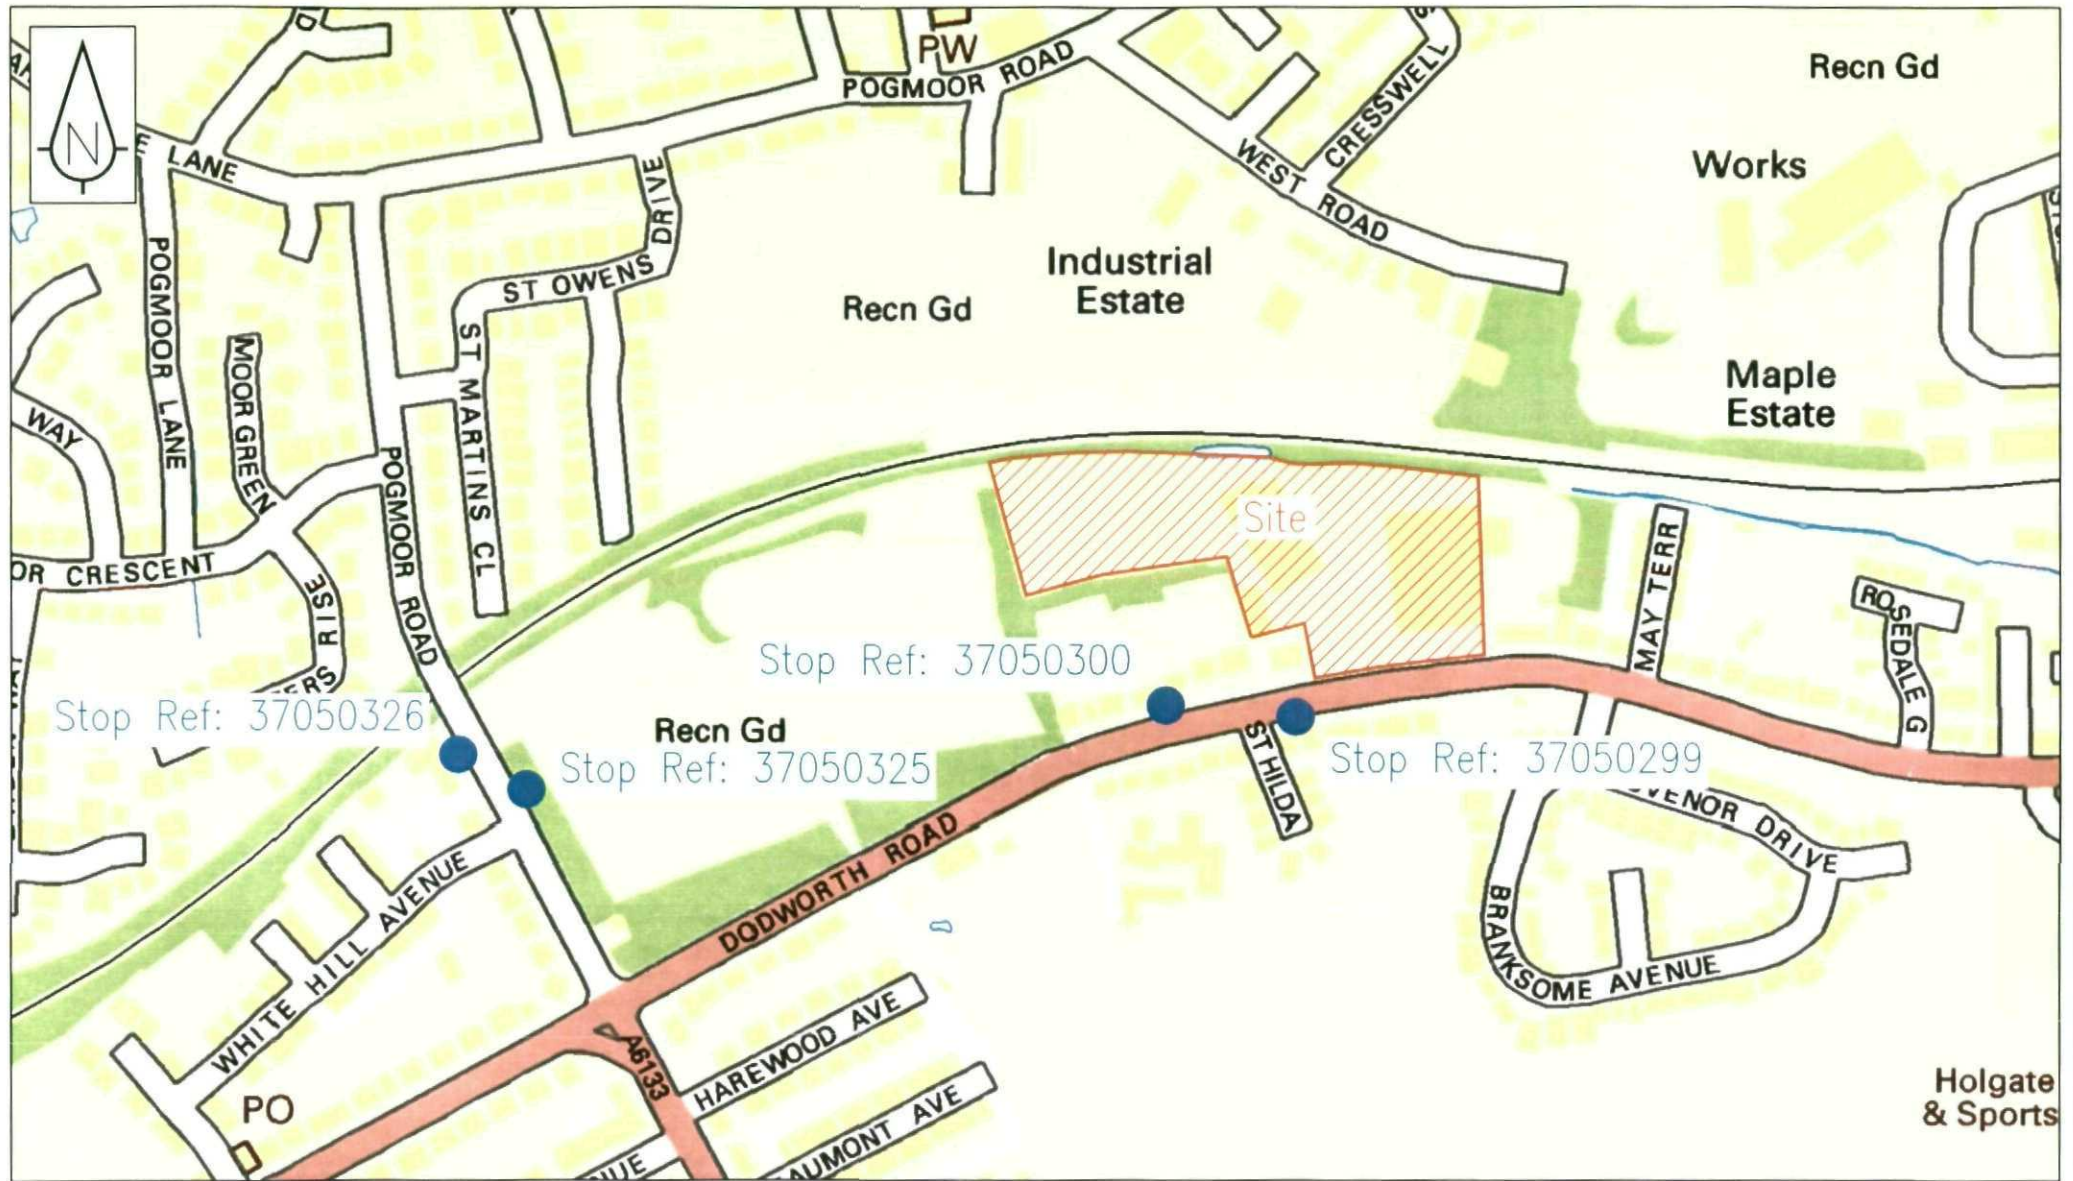 PW
POGMOOR ROAD
Recn Gd
N
LANE
CRESSWELL
WEST ROAD
Works
DRIVE
ST OWENS
POGMOOR LANE
Industrial
Estate
Recn Gd
MOOR GREEN
ST MARTINS CL
Maple
Estate
WAY
POGMOOR ROAD
Site
CRESCENT
RISE
MAY TERR
ROSEDALE G
Stop Ref: 37050300
Stop Ref: 37050326
Recn Gd
Stop Ref: 37050325
ST HILDA
Stop Ref: 37050299
VENOR DRIVE
DODWORTH ROAD
WHITE HILL AVENUE
BRANKSOME AVENUE
A6133
HAREWOOD AVE
AUMONT AVE
PO
Holgate
& Sports